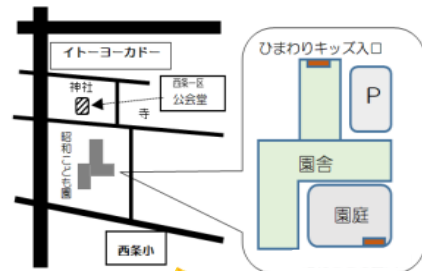 イトーヨーカドー
神社
西条一区
公会堂
寺
昭和こども園
西条小
ひまわりキッズ入口
P
園舎
園庭